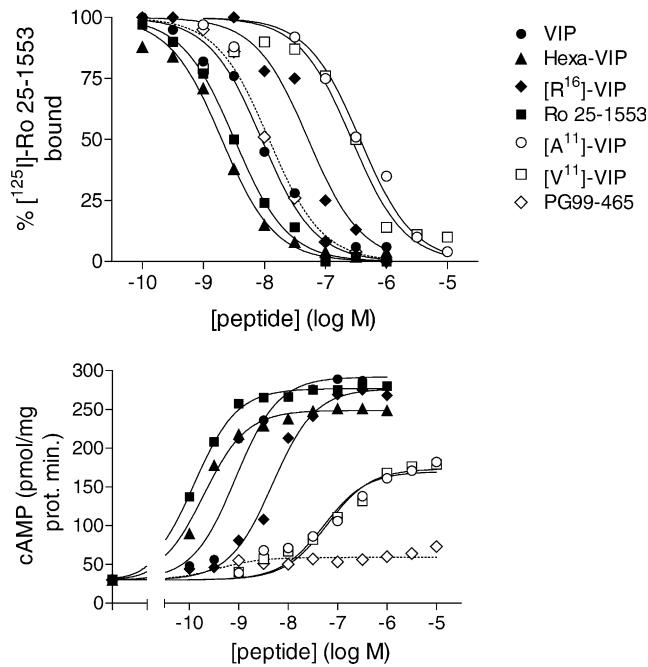 % [¹²⁵I]-Ro 25-1553
bound
100
75
50
25
0
-10 -9 -8 -7 -6 -5
[peptide] (log M)
VIP
Hexa-VIP
[R¹⁶]-VIP
Ro 25-1553
[A¹¹]-VIP
[V¹¹]-VIP
PG99-465
cAMP (pmol/mg
prot. min.)
300
250
200
150
100
50
0
-10 -9 -8 -7 -6 -5
[peptide] (log M)